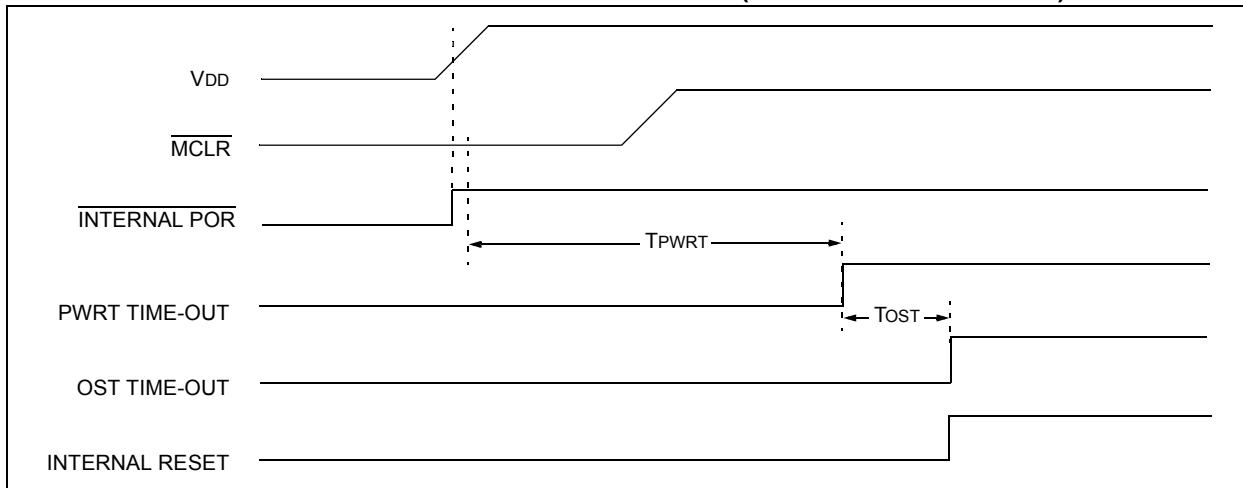 VDD
MCLR
INTERNAL POR
TPWRT
PWRT TIME-OUT
TOST
OST TIME-OUT
INTERNAL RESET